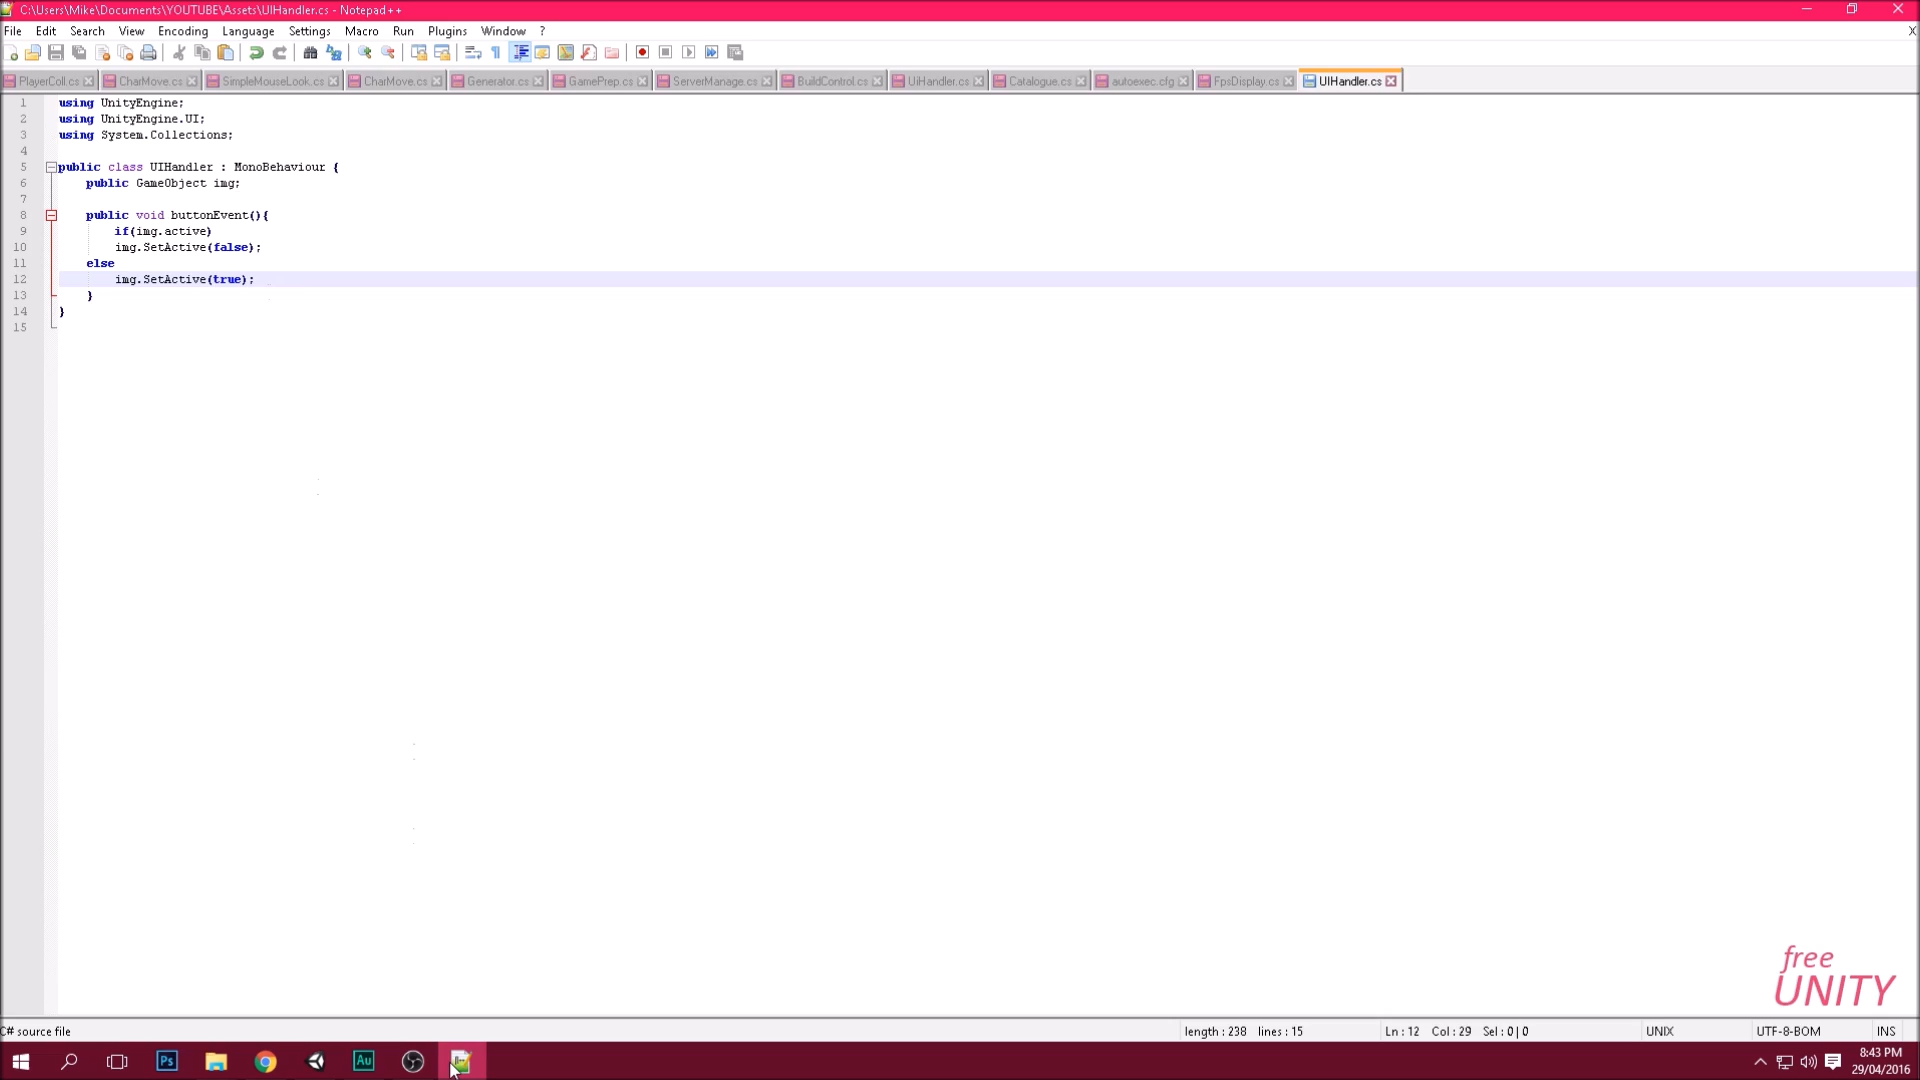 C:\Users\Mike\Documents\YOUTUBE\Assets\UIHandler.cs - Notepad++
File Edit Search View Encoding Language Settings Macro Run Plugins Window ? X
PlayerColl.cs CharMove.cs SimpleMouseLook.cs CharMove.cs Generator.cs GamePrep.cs ServerManage.cs BuildControl.cs UiHandler.cs Catalogue.cs autoexec.cfg FpsDisplay.cs UIHandler.cs
1 using UnityEngine;
2 using UnityEngine.UI;
3 using System.Collections;
4
5 public class UIHandler : MonoBehaviour {
6 public GameObject img;
7
8 public void buttonEvent(){
9 if(img.active)
10 img.SetActive(false);
11 else
12 img.SetActive(true);
13 }
14 }
15
free
UNITY
C# source file length : 238 lines : 15 Ln : 12 Col : 29 Sel : 0 | 0 UNIX UTF-8-BOM INS
Ps Au 8:43 PM
29/04/2016